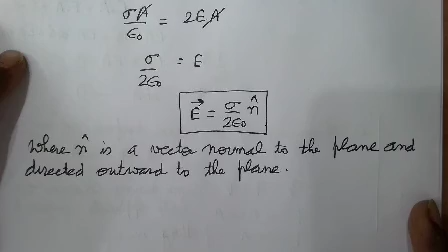 σA/ε₀ = 2EA
σ/2ε₀ = E
E⃗ = σ/2ε₀ n̂
Where n̂ is a vector normal to the plane and
directed outward to the plane.